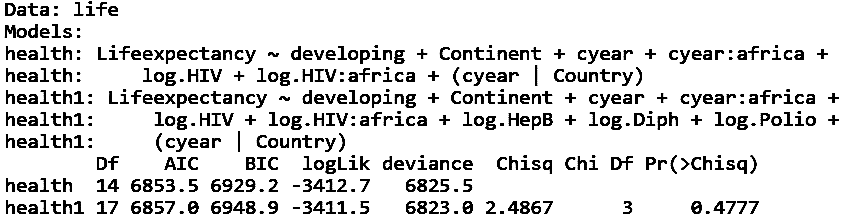 Data: life
Models:
health: Lifeexpectancy ~ developing + Continent + cyear + cyear:africa +
health:     log.HIV + log.HIV:africa + (cyear | Country)
health1: Lifeexpectancy ~ developing + Continent + cyear + cyear:africa +
health1:     log.HIV + log.HIV:africa + log.HepB + log.Diph + log.Polio +
health1:     (cyear | Country)
        Df    AIC    BIC  logLik deviance  Chisq Chi Df Pr(>Chisq)
health  14 6853.5 6929.2 -3412.7   6825.5
health1 17 6857.0 6948.9 -3411.5   6823.0 2.4867      3     0.4777